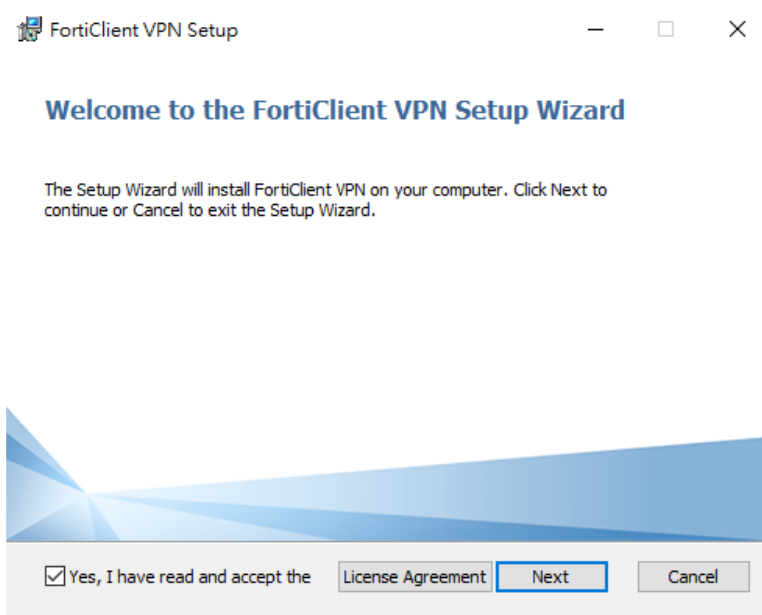 FortiClient VPN Setup
Welcome to the FortiClient VPN Setup Wizard
The Setup Wizard will install FortiClient VPN on your computer. Click Next to
continue or Cancel to exit the Setup Wizard.
Yes, I have read and accept the License Agreement Next Cancel